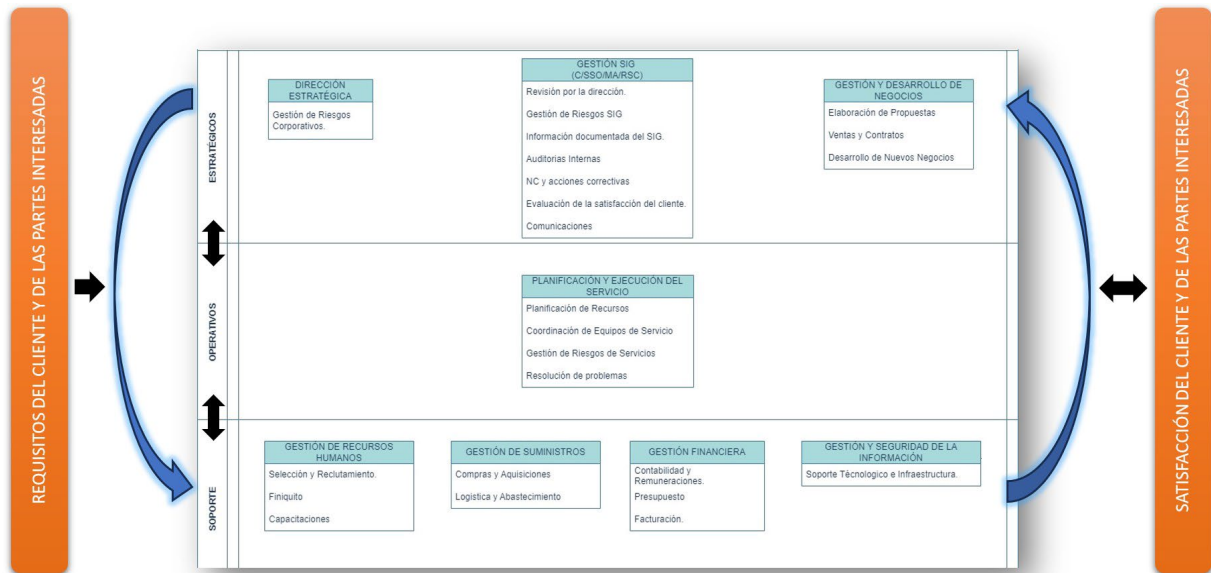 REQUISITOS DEL CLIENTE Y DE LAS PARTES INTERESADAS
ESTRATÉGICOS
DIRECCIÓN
ESTRATÉGICA
Gestión de Riesgos
Corporativos.
GESTIÓN SIG
(C/SSO/MA/RSC)
Revisión por la dirección.
Gestión de Riesgos SIG
Información documentada del SIG.
Auditorias Internas
NC y acciones correctivas
Evaluación de la satisfacción del cliente.
Comunicaciones
GESTIÓN Y DESARROLLO DE
NEGOCIOS
Elaboración de Propuestas
Ventas y Contratos
Desarrollo de Nuevos Negocios
OPERATIVOS
PLANIFICACIÓN Y EJECUCIÓN DEL
SERVICIO
Planificación de Recursos
Coordinación de Equipos de Servicio
Gestión de Riesgos de Servicios
Resolución de problemas
SOPORTE
GESTIÓN DE RECURSOS
HUMANOS
Selección y Reclutamiento.
Finiquito
Capacitaciones
GESTIÓN DE SUMINISTROS
Compras y Aquisiciones
Logistica y Abastecimiento
GESTIÓN FINANCIERA
Contabilidad y
Remuneraciones.
Presupuesto
Facturación.
GESTIÓN Y SEGURIDAD DE LA
INFORMACIÓN
Soporte Tècnologico e Infraestructura.
SATISFACCIÓN DEL CLIENTE Y DE LAS PARTES INTERESADAS